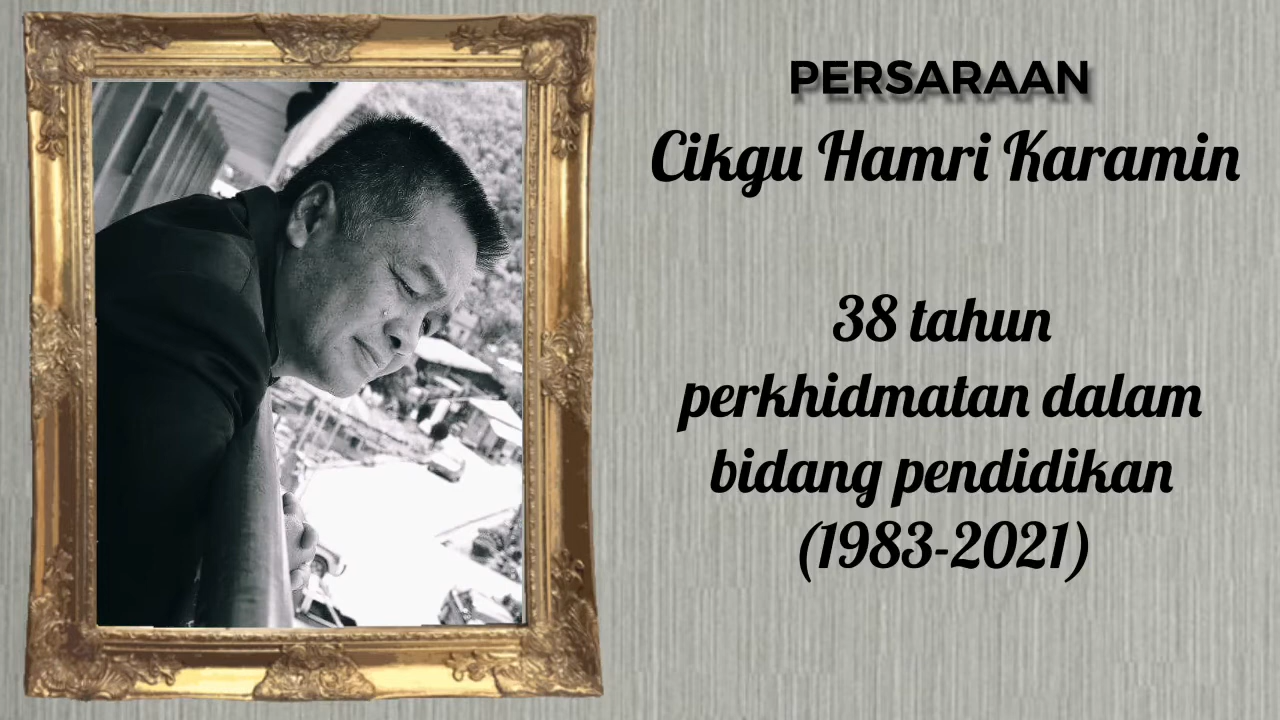 PERSARAAN
Cikgu Hamri Karamin
38 tahun
perkhidmatan dalam
bidang pendidikan
(1983-2021)